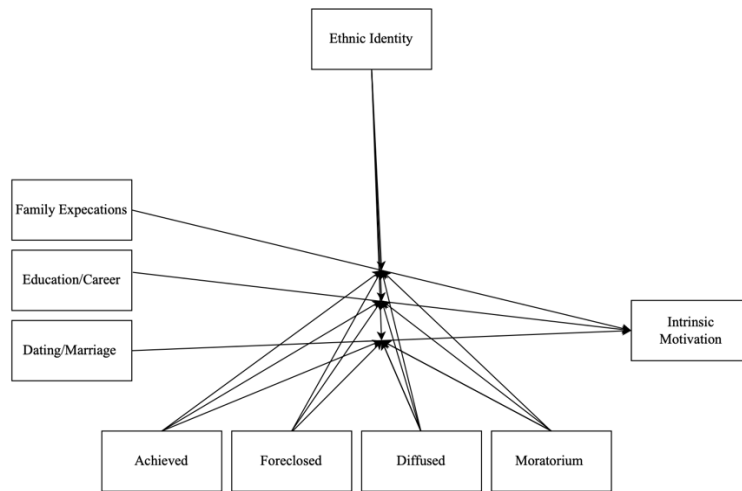 Ethnic Identity
Family Expecations
Education/Career
Dating/Marriage
Intrinsic
Motivation
Achieved
Foreclosed
Diffused
Moratorium